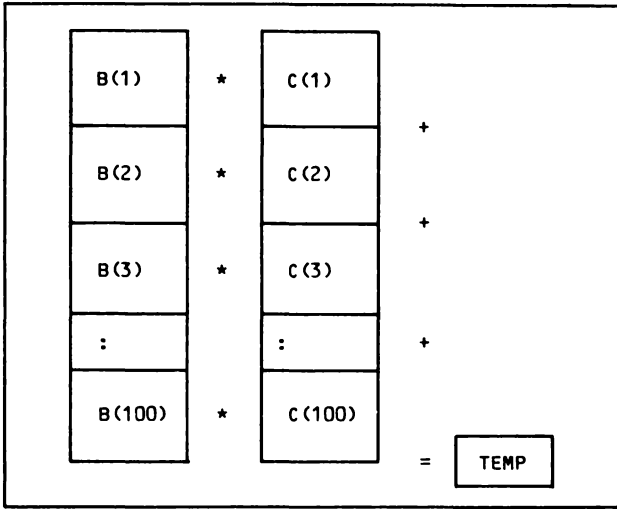 B(1) * C(1)
+
B(2) * C(2)
+
B(3) * C(3)
: : +
B(100) * C(100)
= TEMP